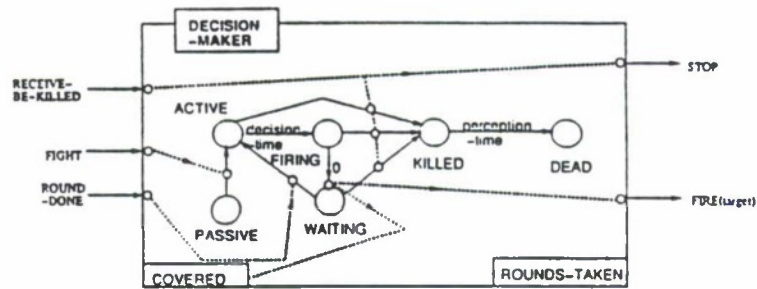 DECISION
-MAKER
RECEIVE-
BE-KILLED
STOP
ACTIVE
decision
-time
perception
-time
FIGHT
FIRING
0
KILLED
DEAD
ROUND
-DONE
FIRE(target)
PASSIVE
WAITING
COVERED
ROUNDS-TAKEN